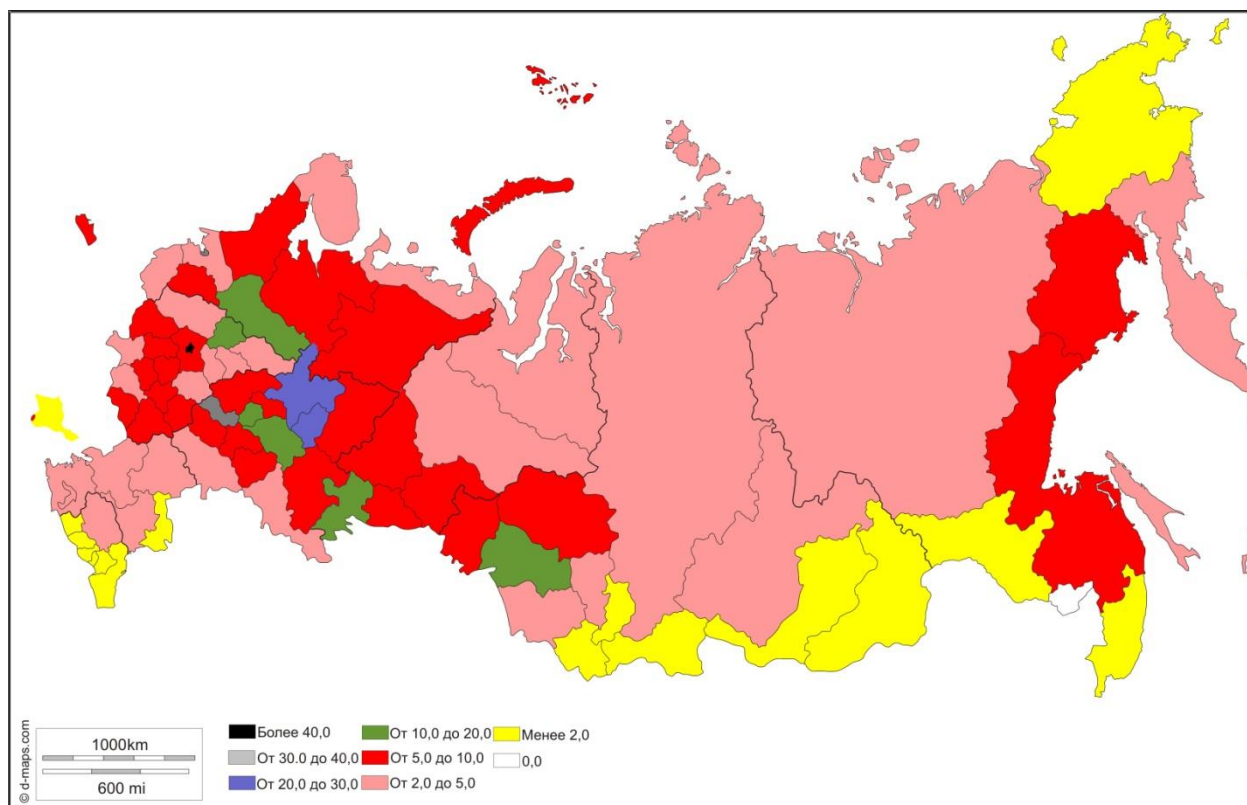 © d-maps.com
1000km
600 mi
Более 40,0
От 30.0 до 40,0
От 20,0 до 30,0
От 10,0 до 20,0
От 5,0 до 10,0
От 2,0 до 5,0
Менее 2,0
0,0